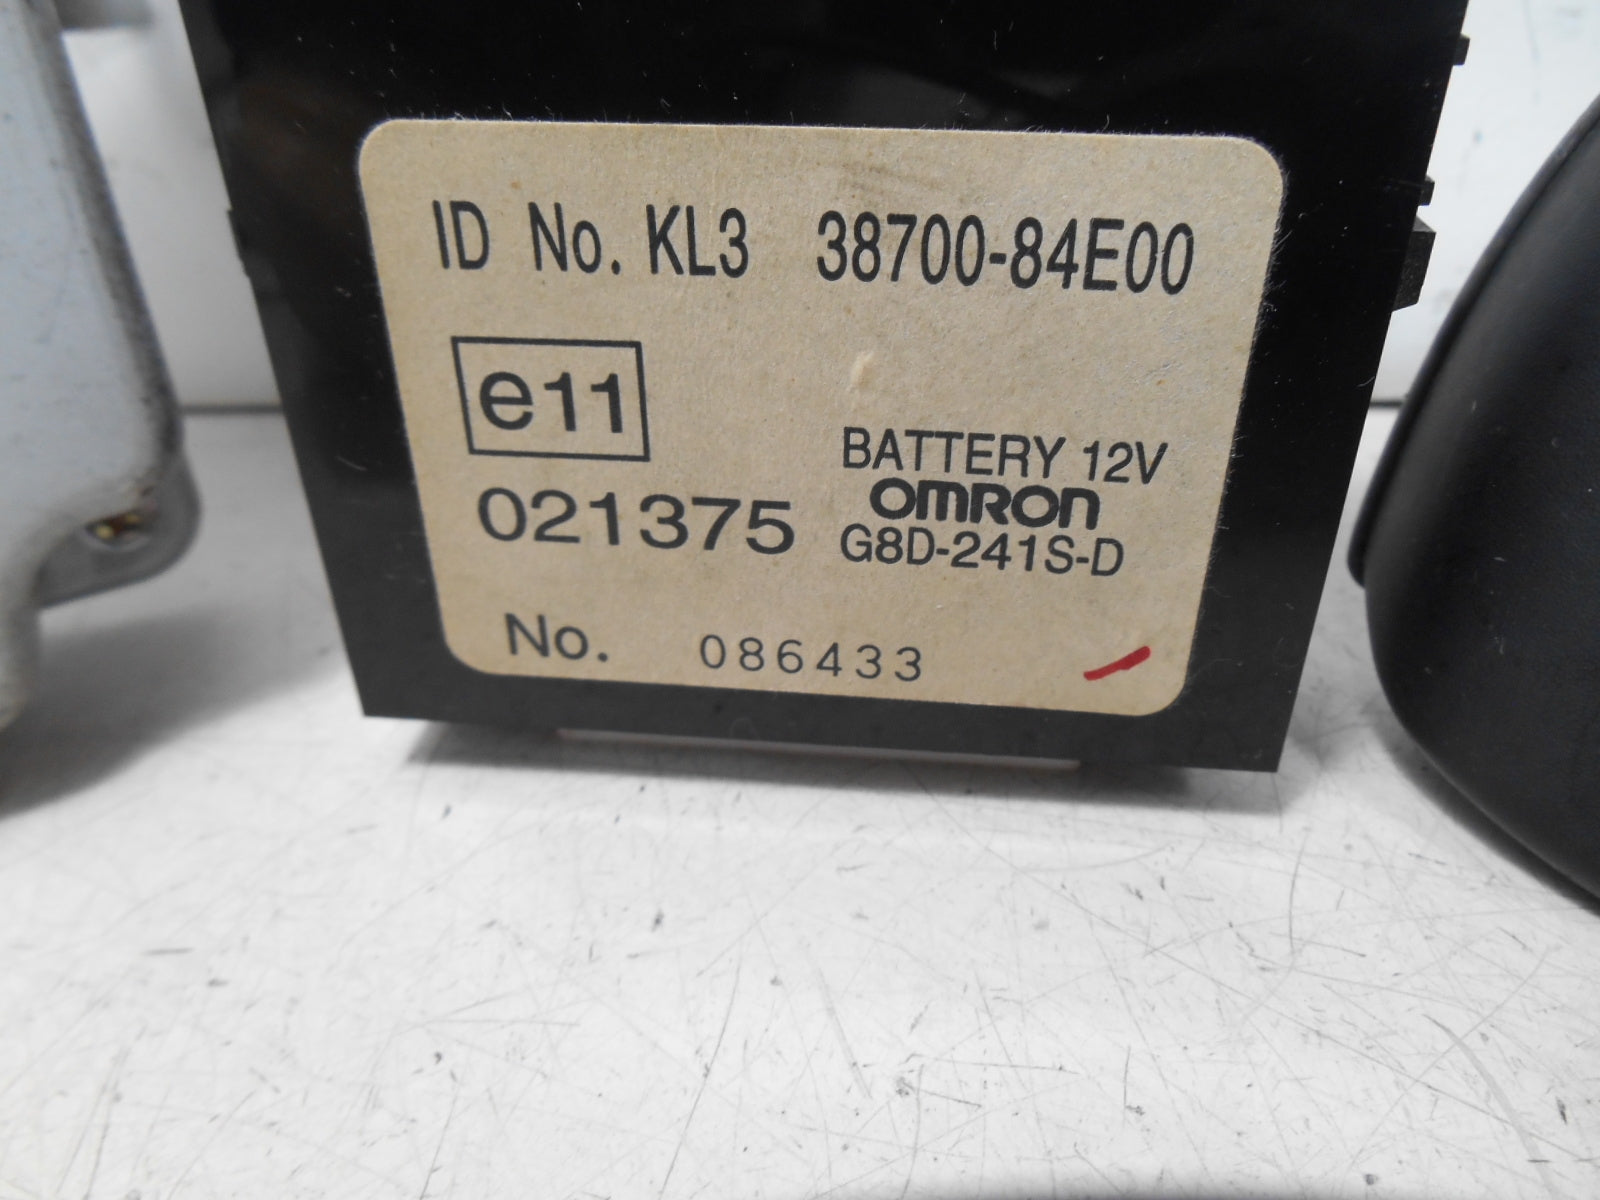 ID No. KL3 38700-84E00
e11
021375
BATTERY 12V
OMRON
G8D-241S-D
No. 086433